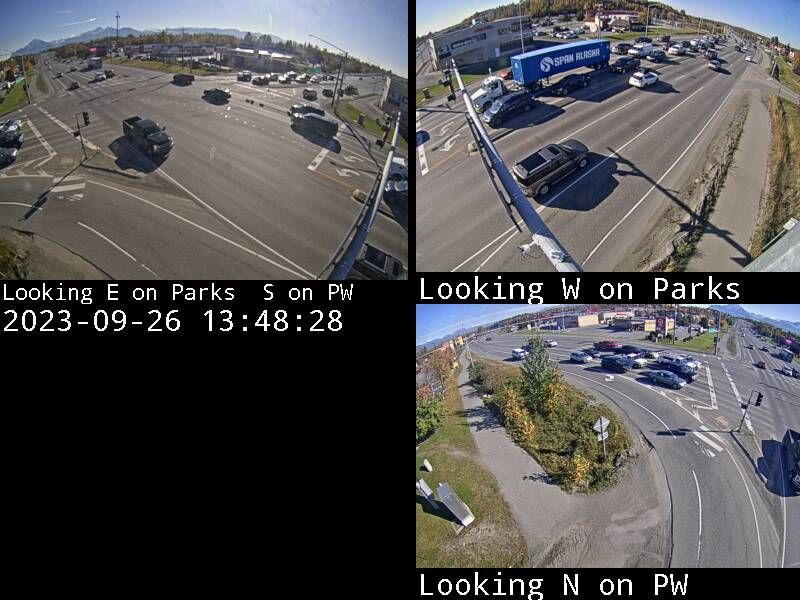 SPAN ALASKA
Looking E on Parks  S on PW
2023-09-26 13:48:28
Looking W on Parks
Looking N on PW